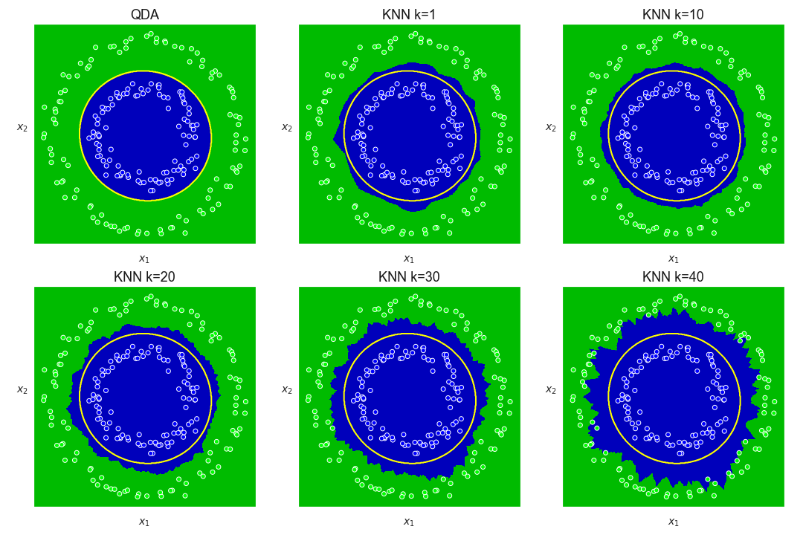 QDA
KNN k=1
KNN k=10
x₂
x₂
x₂
x₁
x₁
x₁
KNN k=20
KNN k=30
KNN k=40
x₂
x₂
x₂
x₁
x₁
x₁